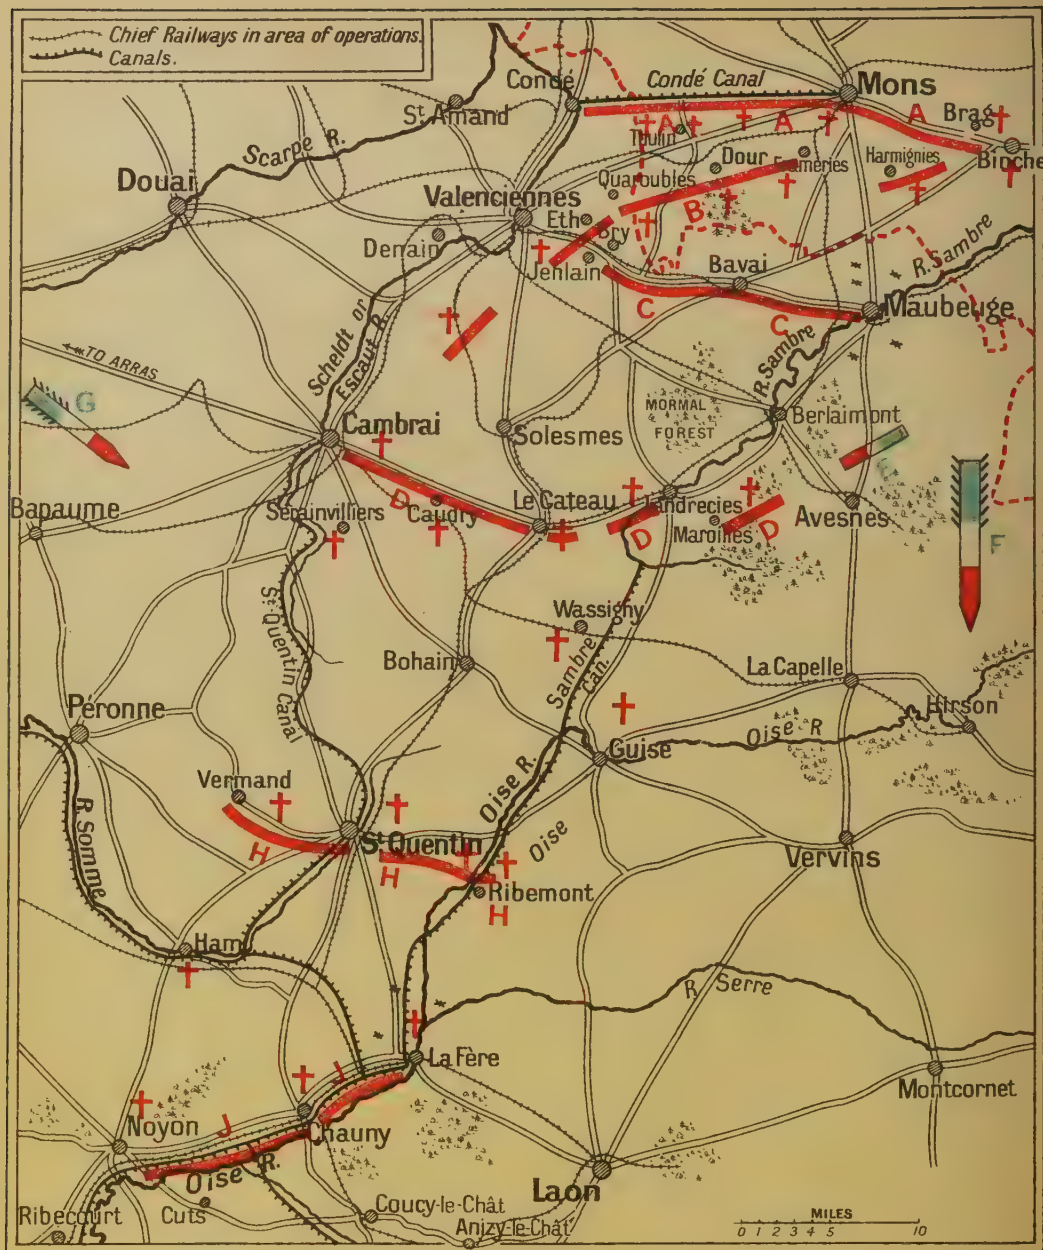 Chief Railways in area of operations.
Canals.
Condé
Condé Canal
Mons
St Amand
A
A
A
Brag
Binche
Scarpe R.
Thulin
Dour
Frameries
Harmignies
Douai
Quaroubles
Valenciennes
B
Eth
Bry
Denain
Jenlain
Bavai
R. Sambre
C
C
Maubeuge
Scheldt or
Escaut R.
TO ARRAS
R. Sambre
G
MORMAL
FOREST
Berlaimont
Cambrai
Solesmes
E
Le Cateau
Landrecies
Bapaume
Serainvilliers
D
Caudry
D
Maroilles
D
Avesnes
F
St Quentin Canal
Wassigny
Sambre
Can.
Bohain
La Capelle
Péronne
Hirson
Oise R
Guise
Vermand
Oise R.
R. Somme
H
St Quentin
Oise
Vervins
H
Ribemont
H
Ham
R. Serre
La Fère
J
Montcornet
Noyon
J
Chauny
Oise R.
Laon
Ribecourt
Cuts
Coucy-le-Chât
Anizy-le-Chât
MILES
0 1 2 3 4 5 10